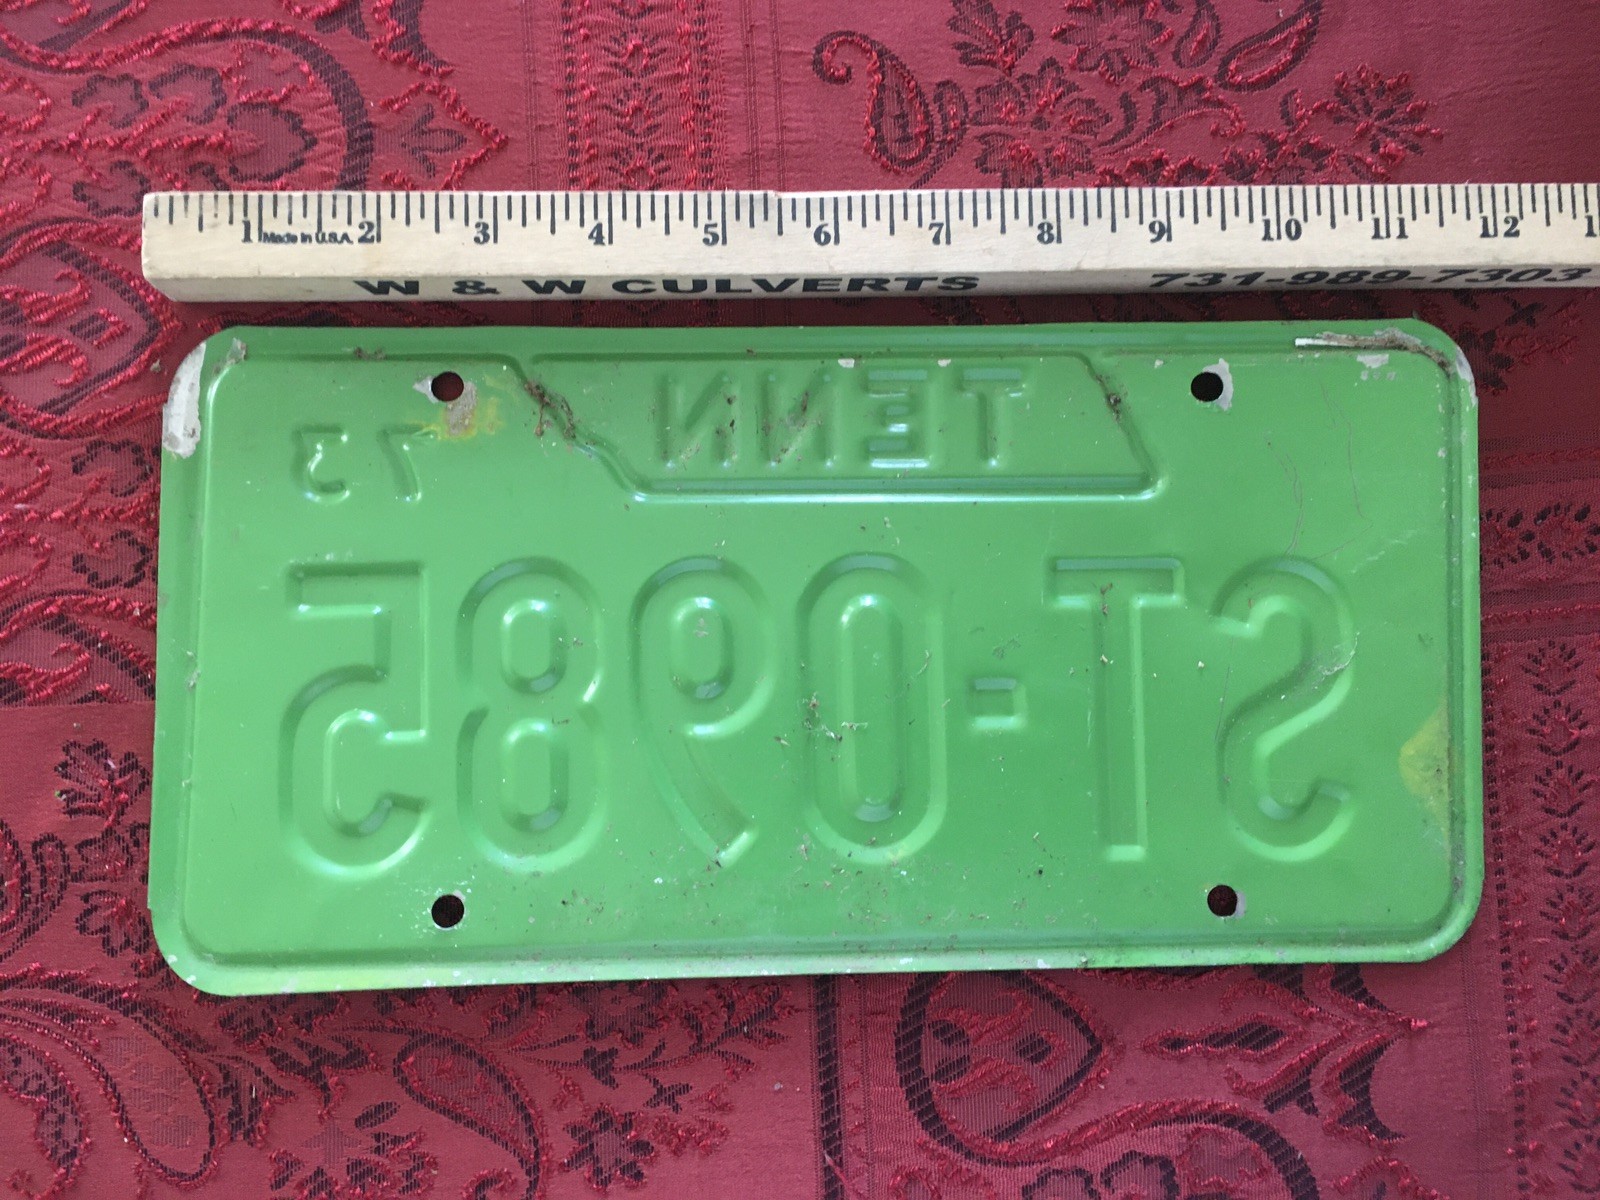 1 Made in U.S.A. 2 3 4 5 6 7 8 9 10 11 12
W & W CULVERTS 731-989-7303
TENN 73
ST-0985